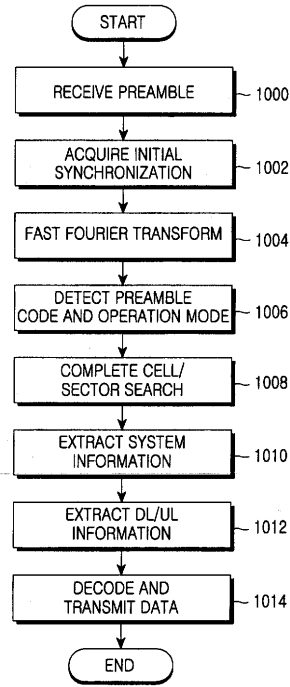 START
RECEIVE PREAMBLE
1000
ACQUIRE INITIAL
SYNCHRONIZATION
1002
FAST FOURIER TRANSFORM
1004
DETECT PREAMBLE
CODE AND OPERATION MODE
1006
COMPLETE CELL/
SECTOR SEARCH
1008
EXTRACT SYSTEM
INFORMATION
1010
EXTRACT DL/UL
INFORMATION
1012
DECODE AND
TRANSMIT DATA
1014
END